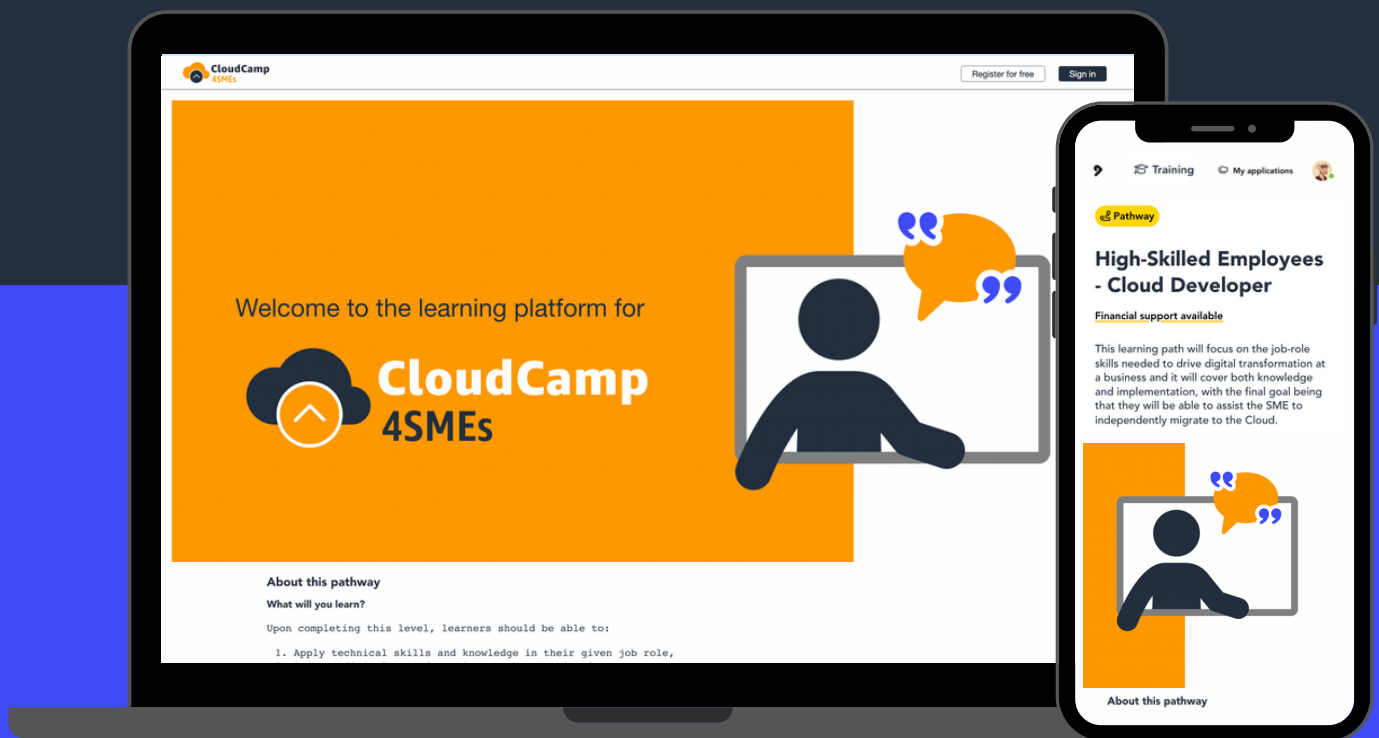 CloudCamp
4SMEs
Register for free
Sign in
Welcome to the learning platform for
CloudCamp
4SMEs
About this pathway
What will you learn?
Upon completing this level, learners should be able to:
1. Apply technical skills and knowledge in their given job role,
Training
My applications
Pathway
High-Skilled Employees
- Cloud Developer
Financial support available
This learning path will focus on the job-role
skills needed to drive digital transformation at
a business and it will cover both knowledge
and implementation, with the final goal being
that they will be able to assist the SME to
independently migrate to the Cloud.
About this pathway